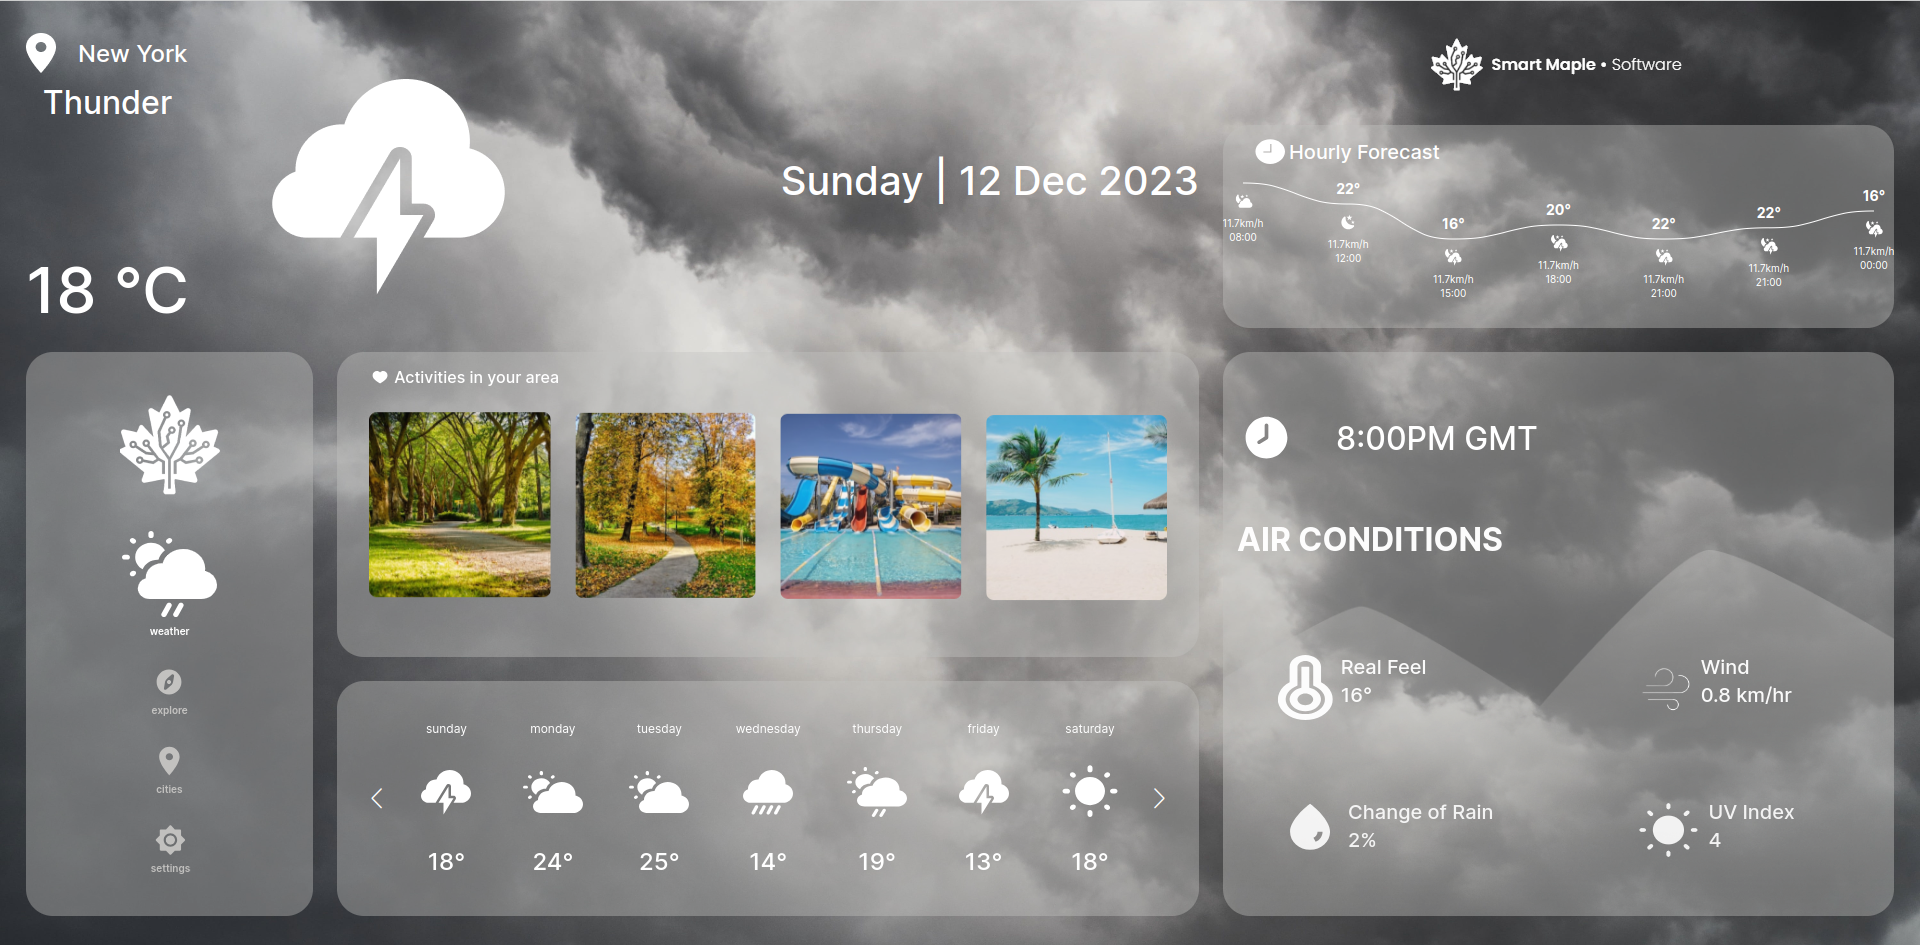 New York
Thunder
18 °C
Sunday | 12 Dec 2023
Smart Maple • Software
Hourly Forecast
11.7km/h
08:00
22°
11.7km/h
12:00
16°
11.7km/h
15:00
20°
11.7km/h
18:00
22°
11.7km/h
21:00
22°
11.7km/h
21:00
16°
11.7km/h
00:00
weather
explore
cities
settings
Activities in your area
sunday monday tuesday wednesday thursday friday saturday
18° 24° 25° 14° 19° 13° 18°
8:00PM GMT
AIR CONDITIONS
Real Feel
16°
Wind
0.8 km/hr
Change of Rain
2%
UV Index
4